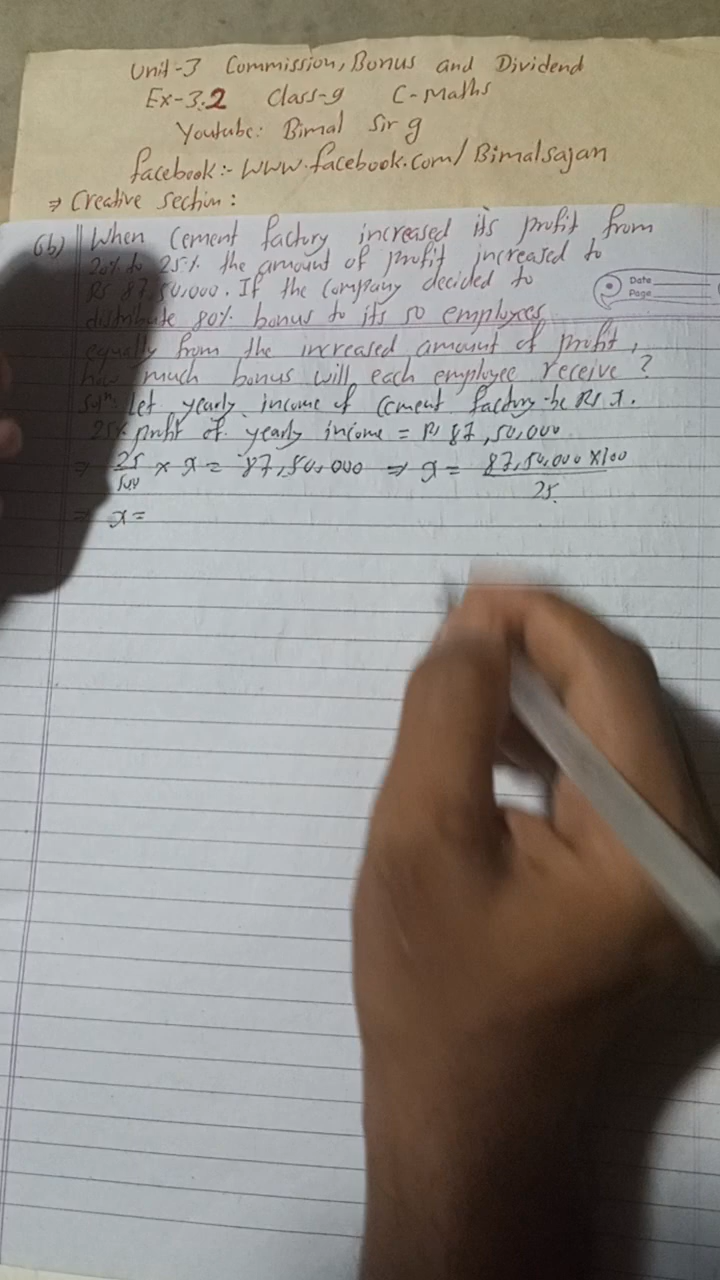 Unit-3 Commission, Bonus and Dividend
Ex-3.2 Class-9 C-Maths
Youtube: Bimal Sir g
facebook:- www.facebook.com/Bimalsajan
⇒ Creative Section:
6b) When Cement factory increased its profit from
20% to 25% the amount of profit increased to
Rs 87,50,000. If the Company decided to
Date
Page
distribute 80% bonus to its 50 employees
equally from the increased amount of profit,
how much bonus will each employee receive?
Solⁿ: Let yearly income of Cement factory be Rs x.
25% profit of yearly income = Rs 87,50,000
⇒ 25/100 × x = 87,50,000 ⇒ x = 87,50,000 × 100 / 25
⇒ x =